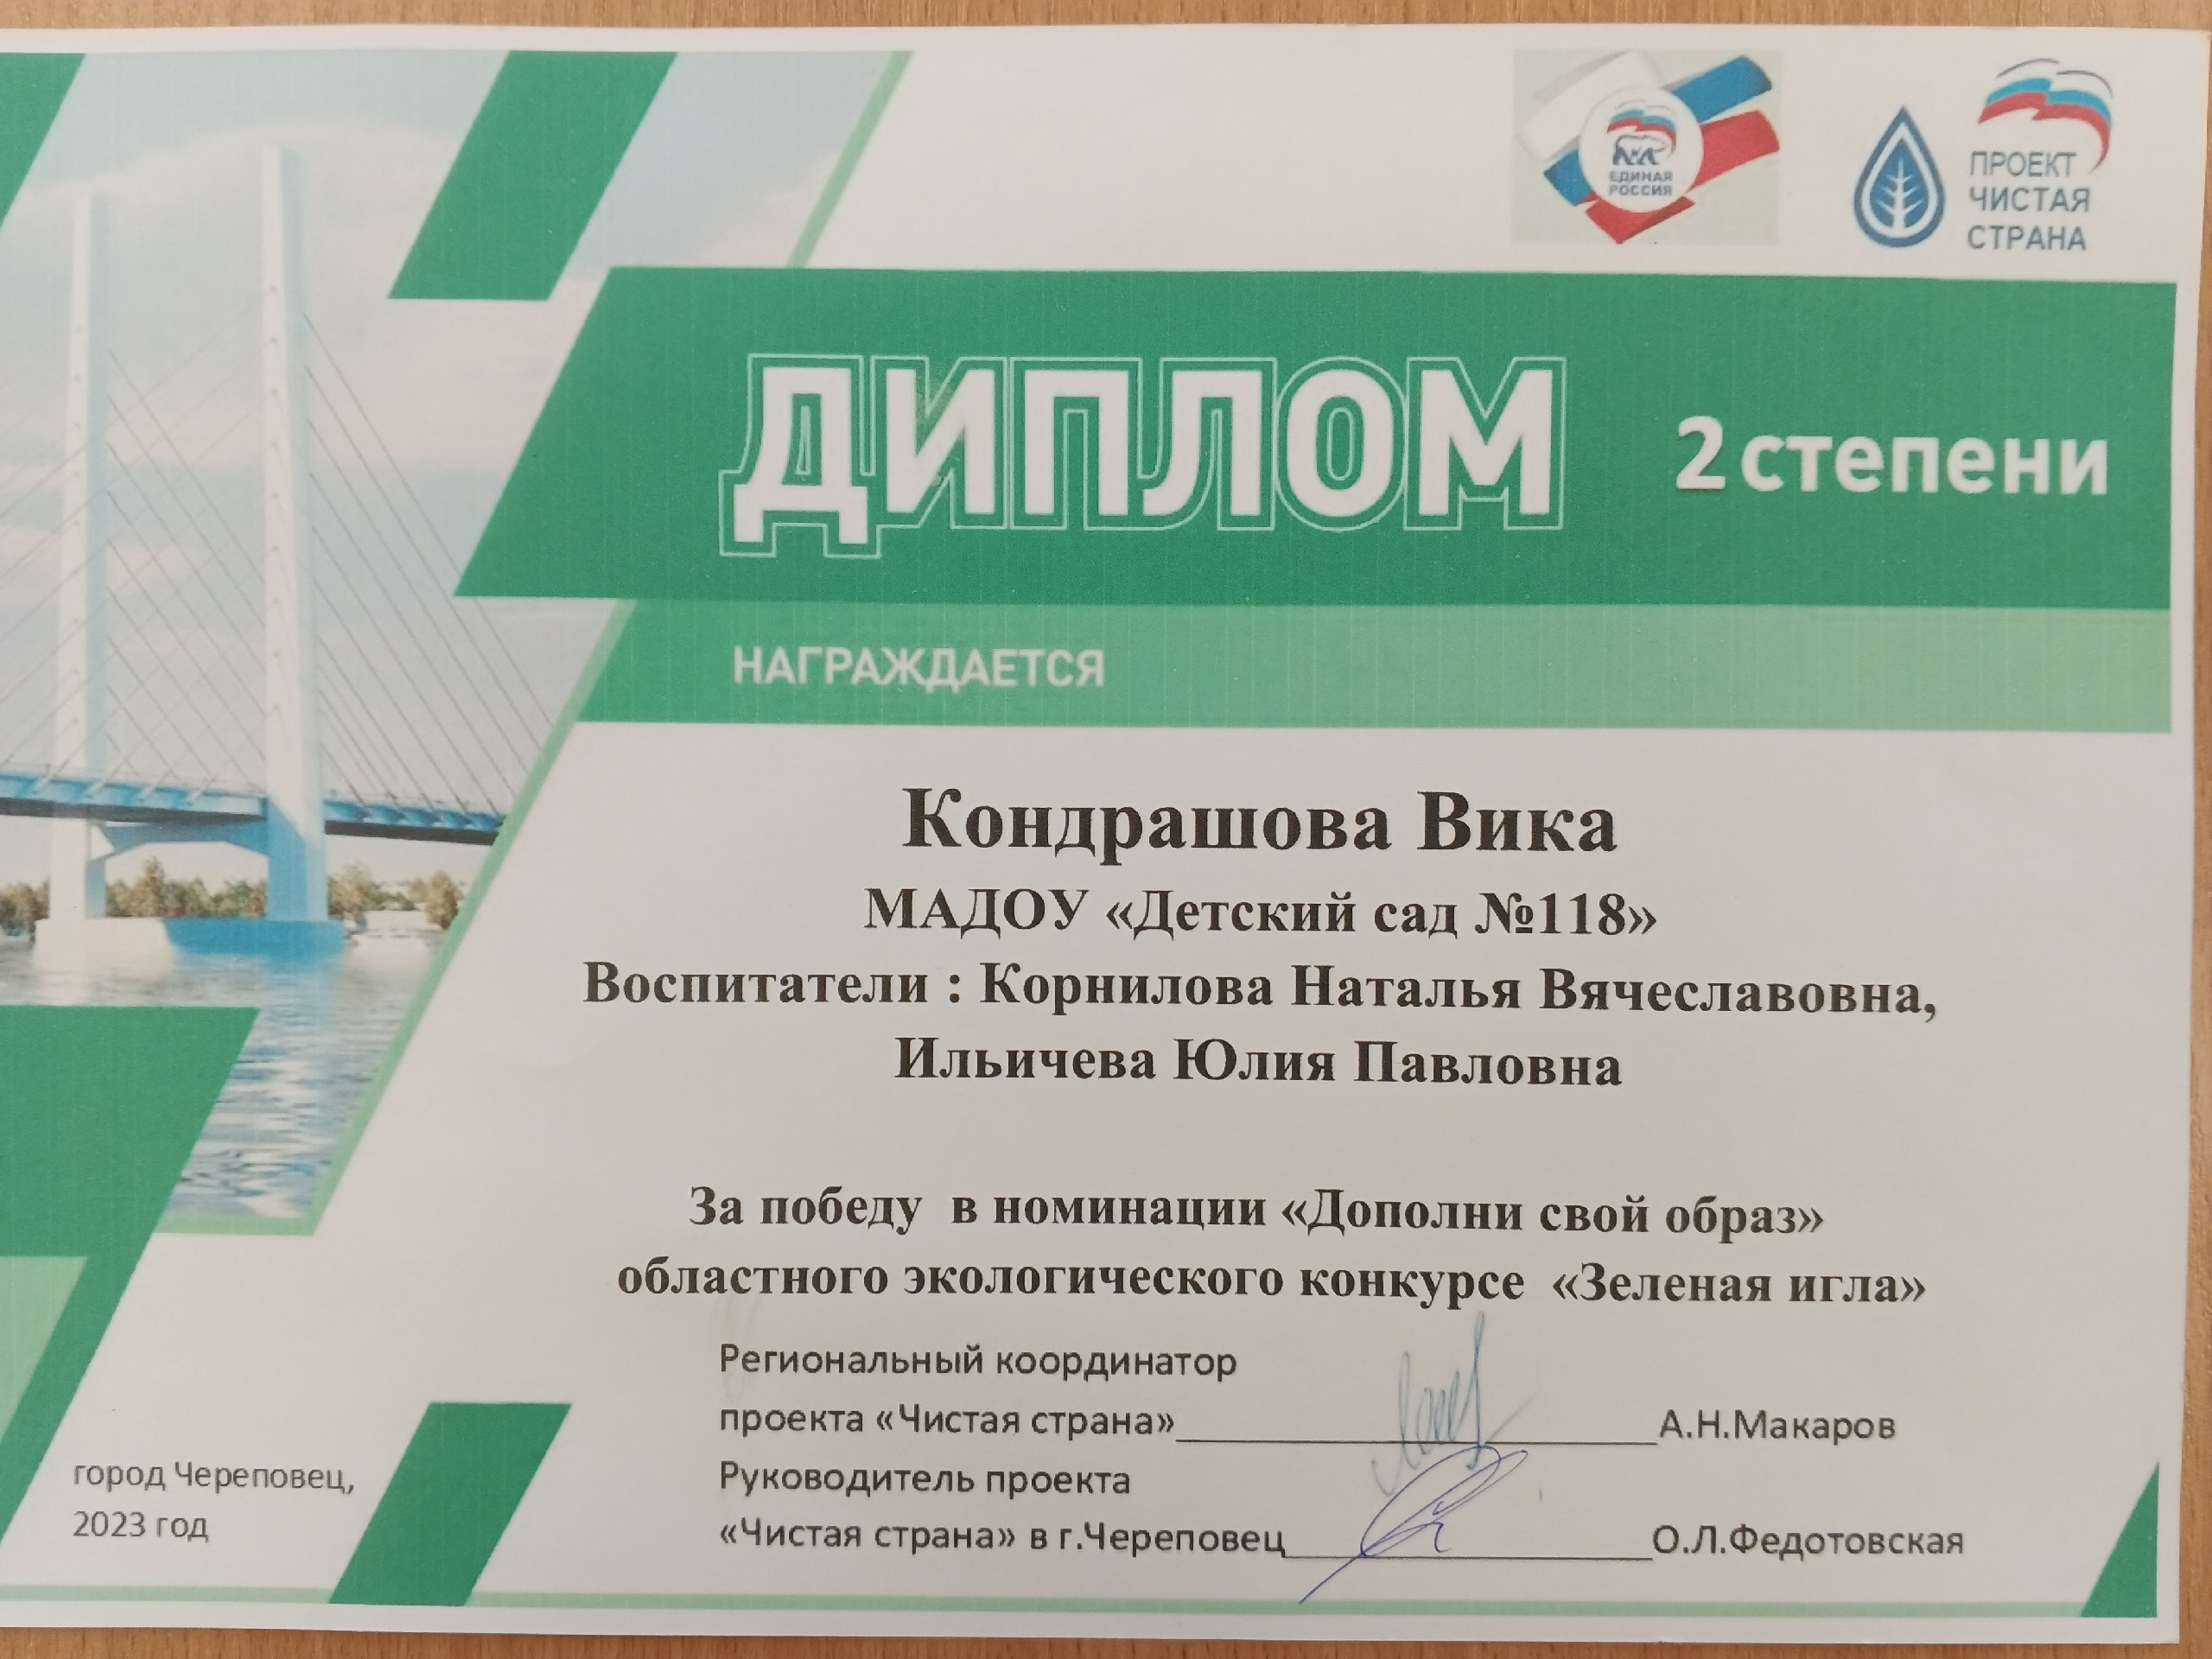 ЕДИНАЯ
РОССИЯ
ПРОЕКТ
ЧИСТАЯ
СТРАНА
ДИПЛОМ 2 степени
НАГРАЖДАЕТСЯ
Кондрашова Вика
МАДОУ «Детский сад №118»
Воспитатели : Корнилова Наталья Вячеславовна,
Ильичева Юлия Павловна
За победу в номинации «Дополни свой образ»
областного экологического конкурсе «Зеленая игла»
Региональный координатор
проекта «Чистая страна» А.Н.Макаров
Руководитель проекта
«Чистая страна» в г.Череповец О.Л.Федотовская
город Череповец,
2023 год